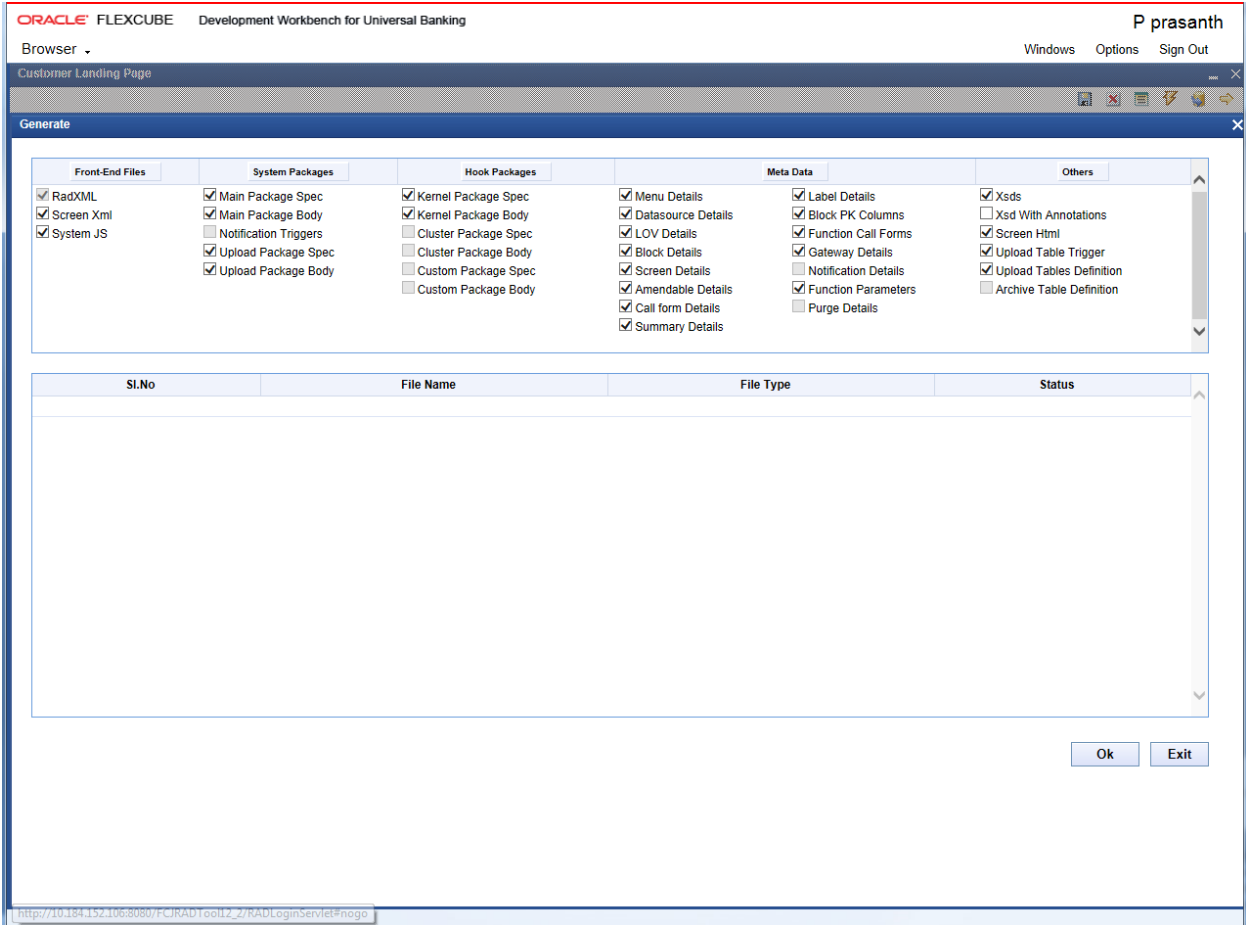 ORACLE' FLEXCUBE Development Workbench for Universal Banking P prasanth
Browser Windows Options Sign Out
Customer Landing Page
Generate
Front-End Files System Packages Hook Packages Meta Data Others
RadXML Main Package Spec Kernel Package Spec Menu Details Label Details Xsds
Screen Xml Main Package Body Kernel Package Body Datasource Details Block PK Columns Xsd With Annotations
System JS Notification Triggers Cluster Package Spec LOV Details Function Call Forms Screen Html
Upload Package Spec Cluster Package Body Block Details Gateway Details Upload Table Trigger
Upload Package Body Custom Package Spec Screen Details Notification Details Upload Tables Definition
Custom Package Body Amendable Details Function Parameters Archive Table Definition
Call form Details Purge Details
Summary Details
Sl.No File Name File Type Status
Ok Exit
http://10.184.152.106:8080/FCJRADTool12_2/RADLoginServlet#nogo